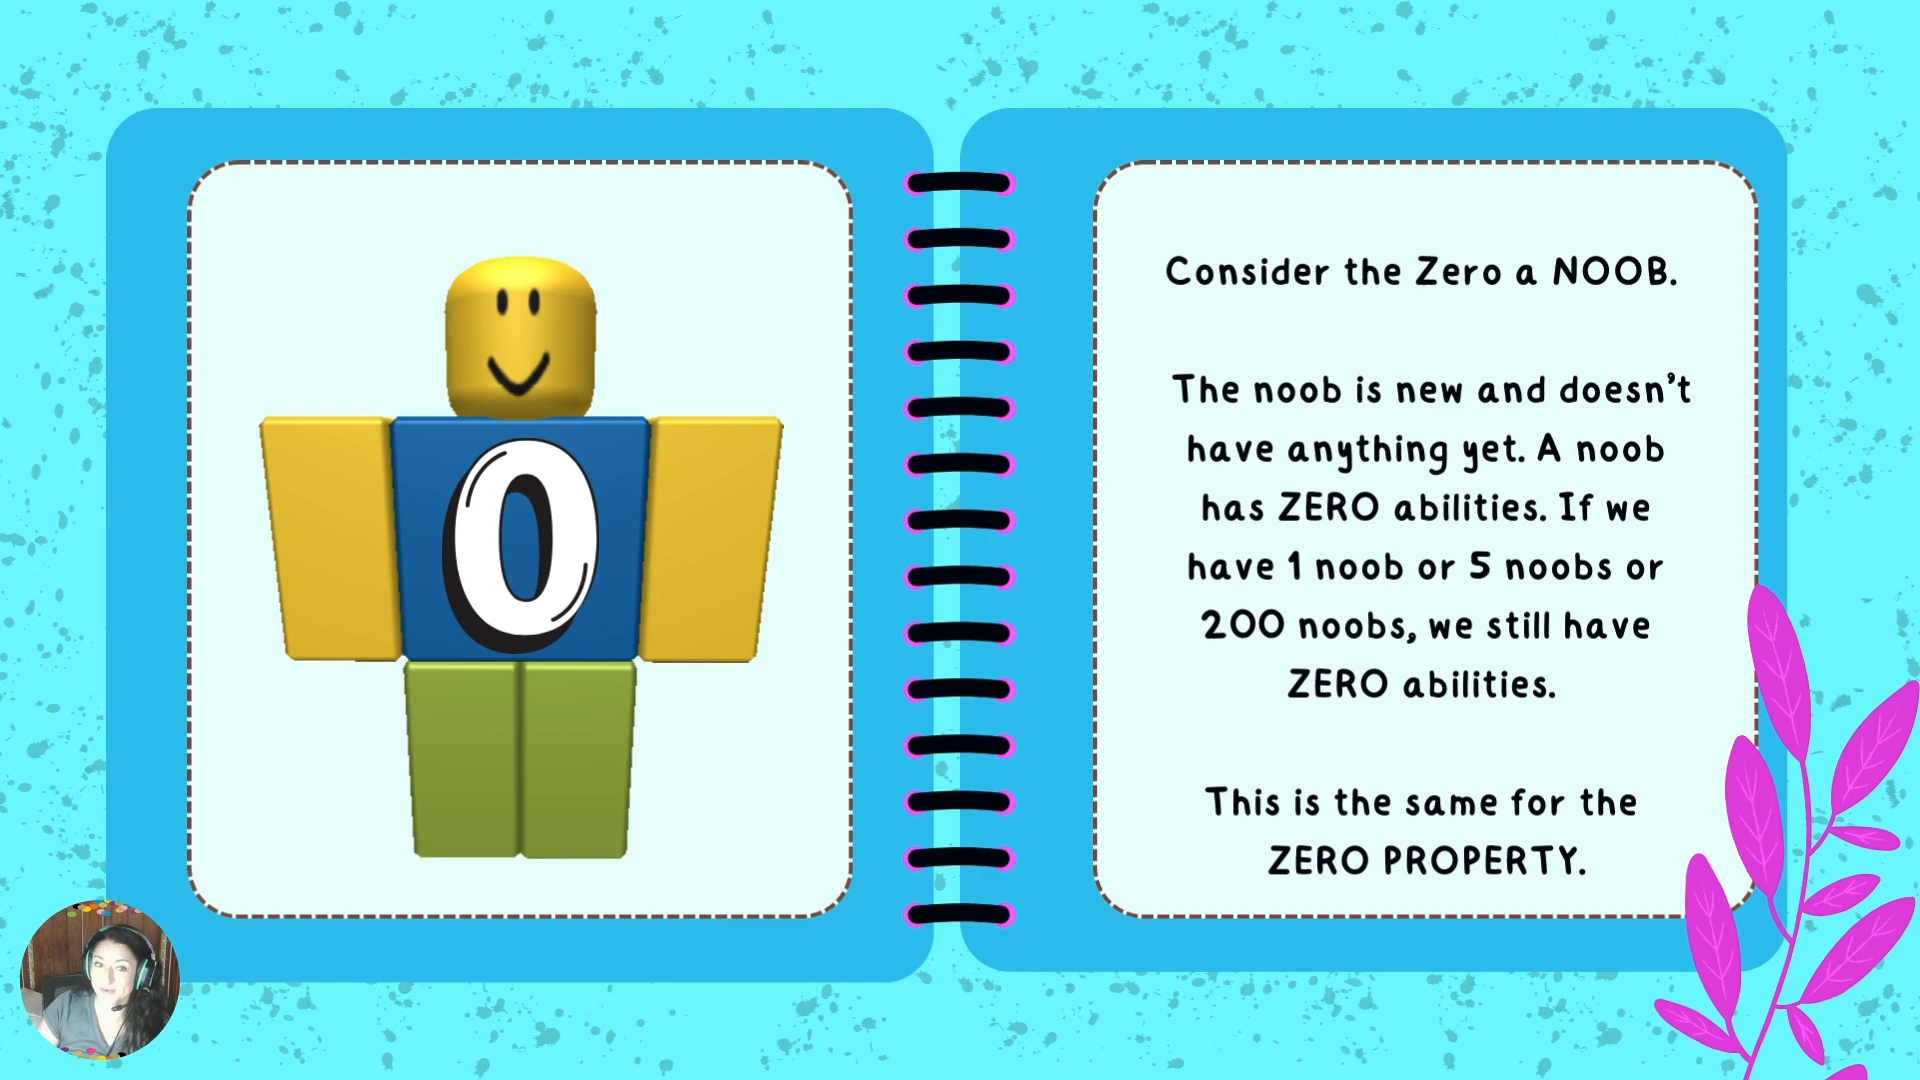 0
Consider the Zero a NOOB.
The noob is new and doesn't
have anything yet. A noob
has ZERO abilities. If we
have 1 noob or 5 noobs or
200 noobs, we still have
ZERO abilities.
This is the same for the
ZERO PROPERTY.